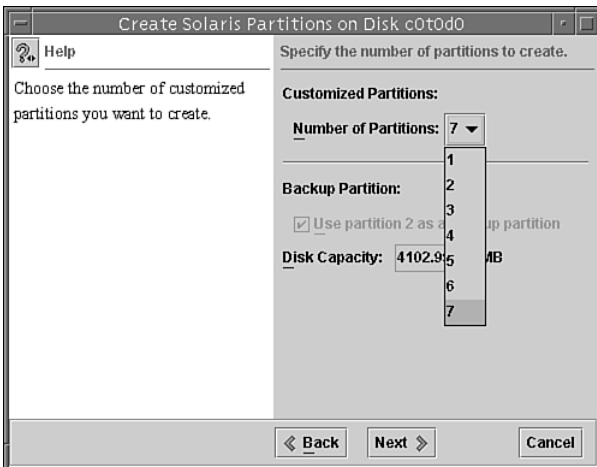 Create Solaris Partitions on Disk c0t0d0
Help
Choose the number of customized
partitions you want to create.
Specify the number of partitions to create.
Customized Partitions:
Number of Partitions: 7
1
2
3
4
5
6
7
Backup Partition:
Use partition 2 as a up partition
Disk Capacity: 4102.9 MB
Back
Next
Cancel